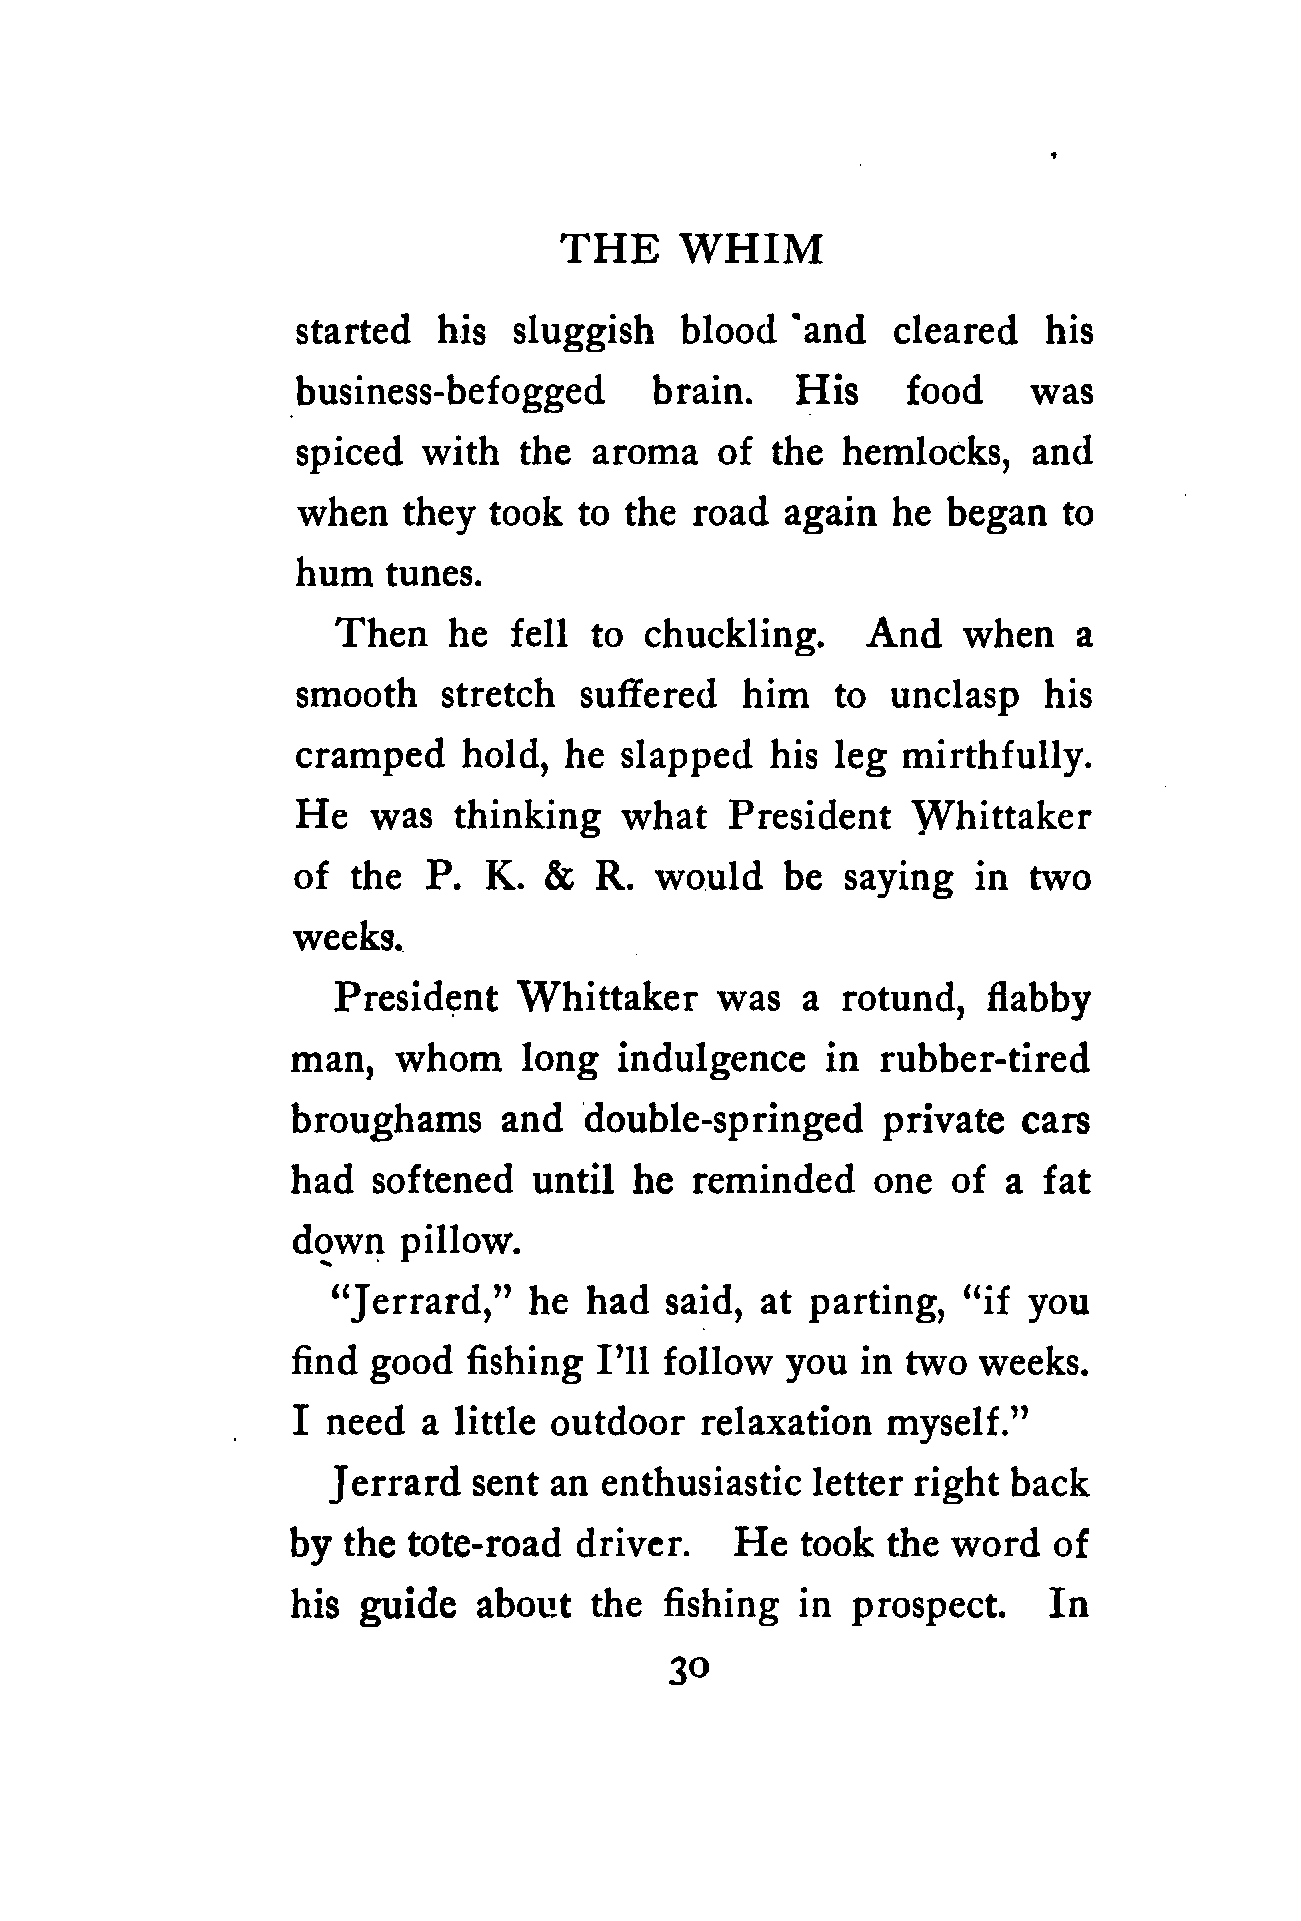 THE WHIM
started his sluggish blood and cleared his
business-befogged brain. His food was
spiced with the aroma of the hemlocks, and
when they took to the road again he began to
hum tunes.
Then he fell to chuckling. And when a
smooth stretch suffered him to unclasp his
cramped hold, he slapped his leg mirthfully.
He was thinking what President Whittaker
of the P. K. & R. would be saying in two
weeks.
President Whittaker was a rotund, flabby
man, whom long indulgence in rubber-tired
broughams and double-springed private cars
had softened until he reminded one of a fat
down pillow.
“Jerrard,” he had said, at parting, “if you
find good fishing I’ll follow you in two weeks.
I need a little outdoor relaxation myself.”
Jerrard sent an enthusiastic letter right back
by the tote-road driver. He took the word of
his guide about the fishing in prospect. In
30